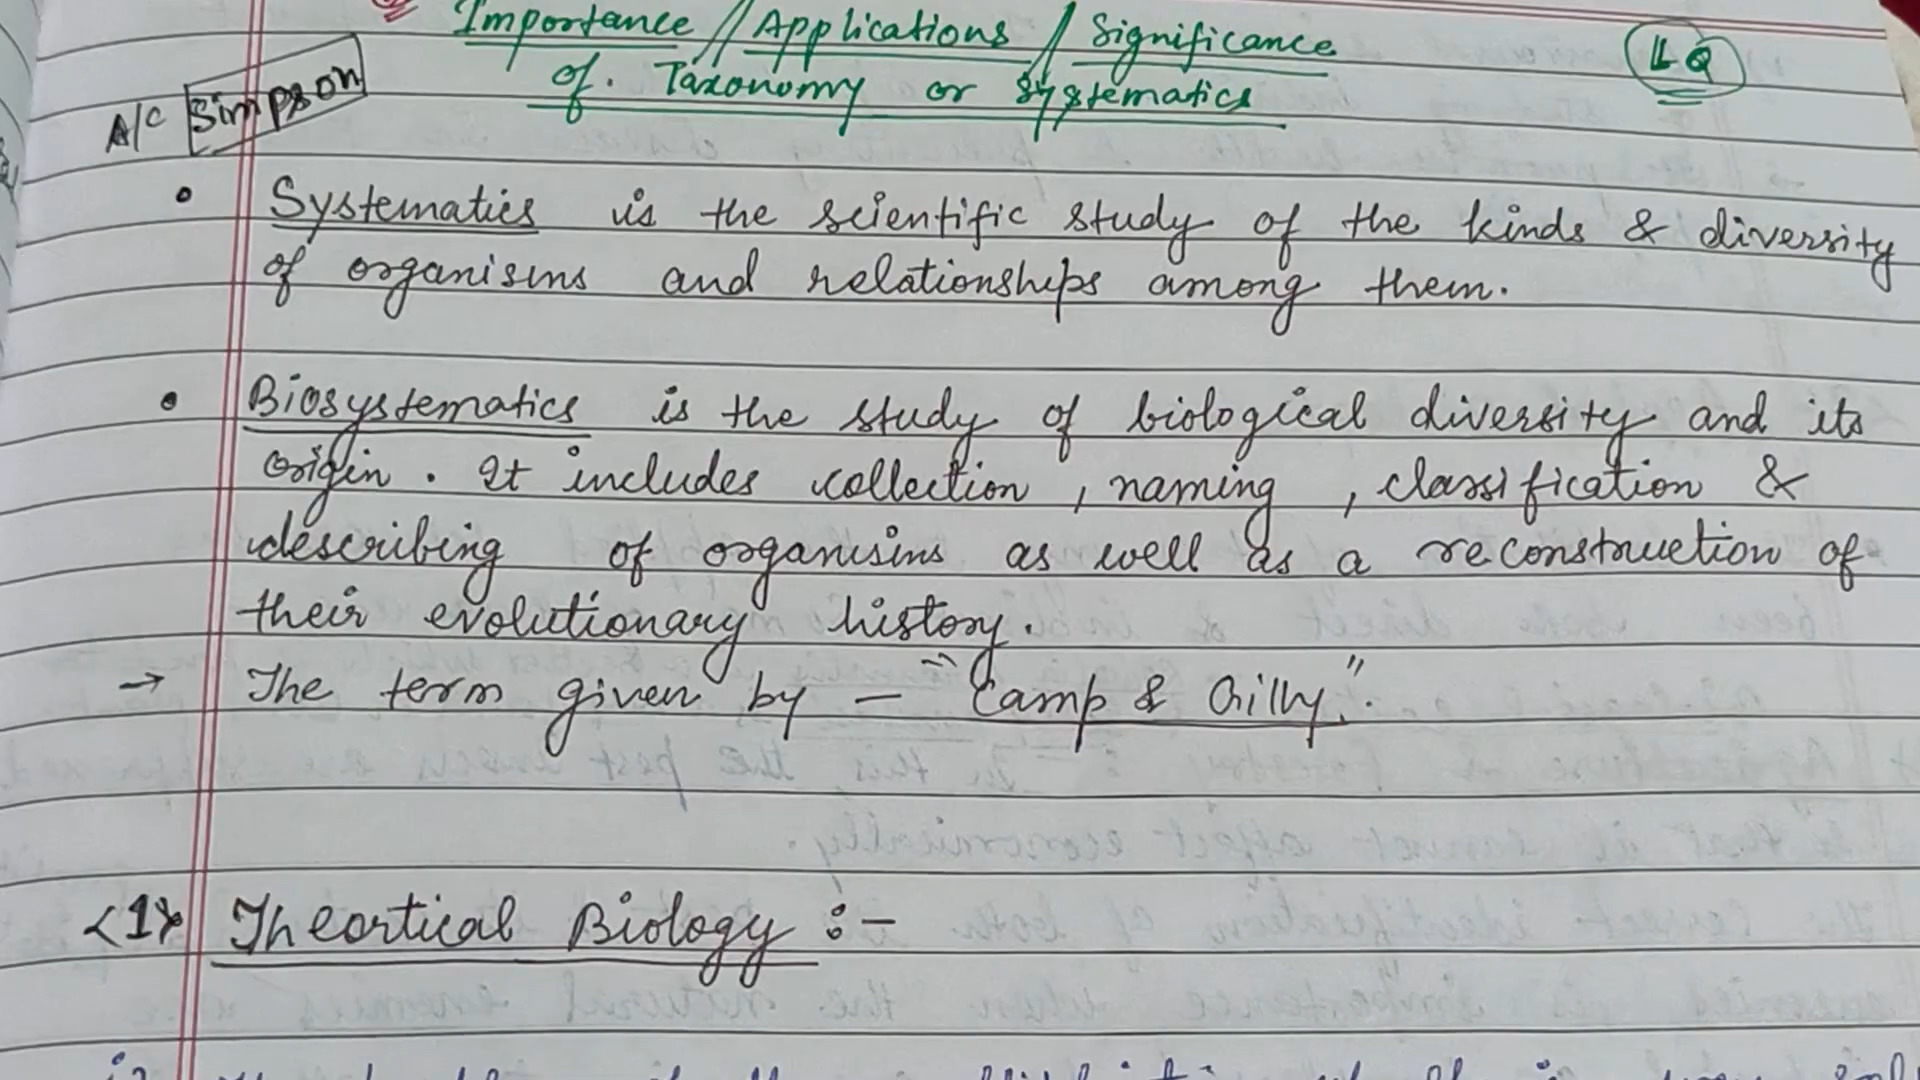 Importance // Applications / Significance
of. Taxonomy or Systematics
LQ
A/c Simpson
• Systematics is the scientific study of the kinds & diversity
of organisms and relationships among them.
• Biosystematics is the study of biological diversity and its
origin. It includes collection, naming, classification &
describing of organisms as well as a reconstruction of
their evolutionary history.
→ The term given by — "Camp & Gilly".
<1> Theortical Biology :-